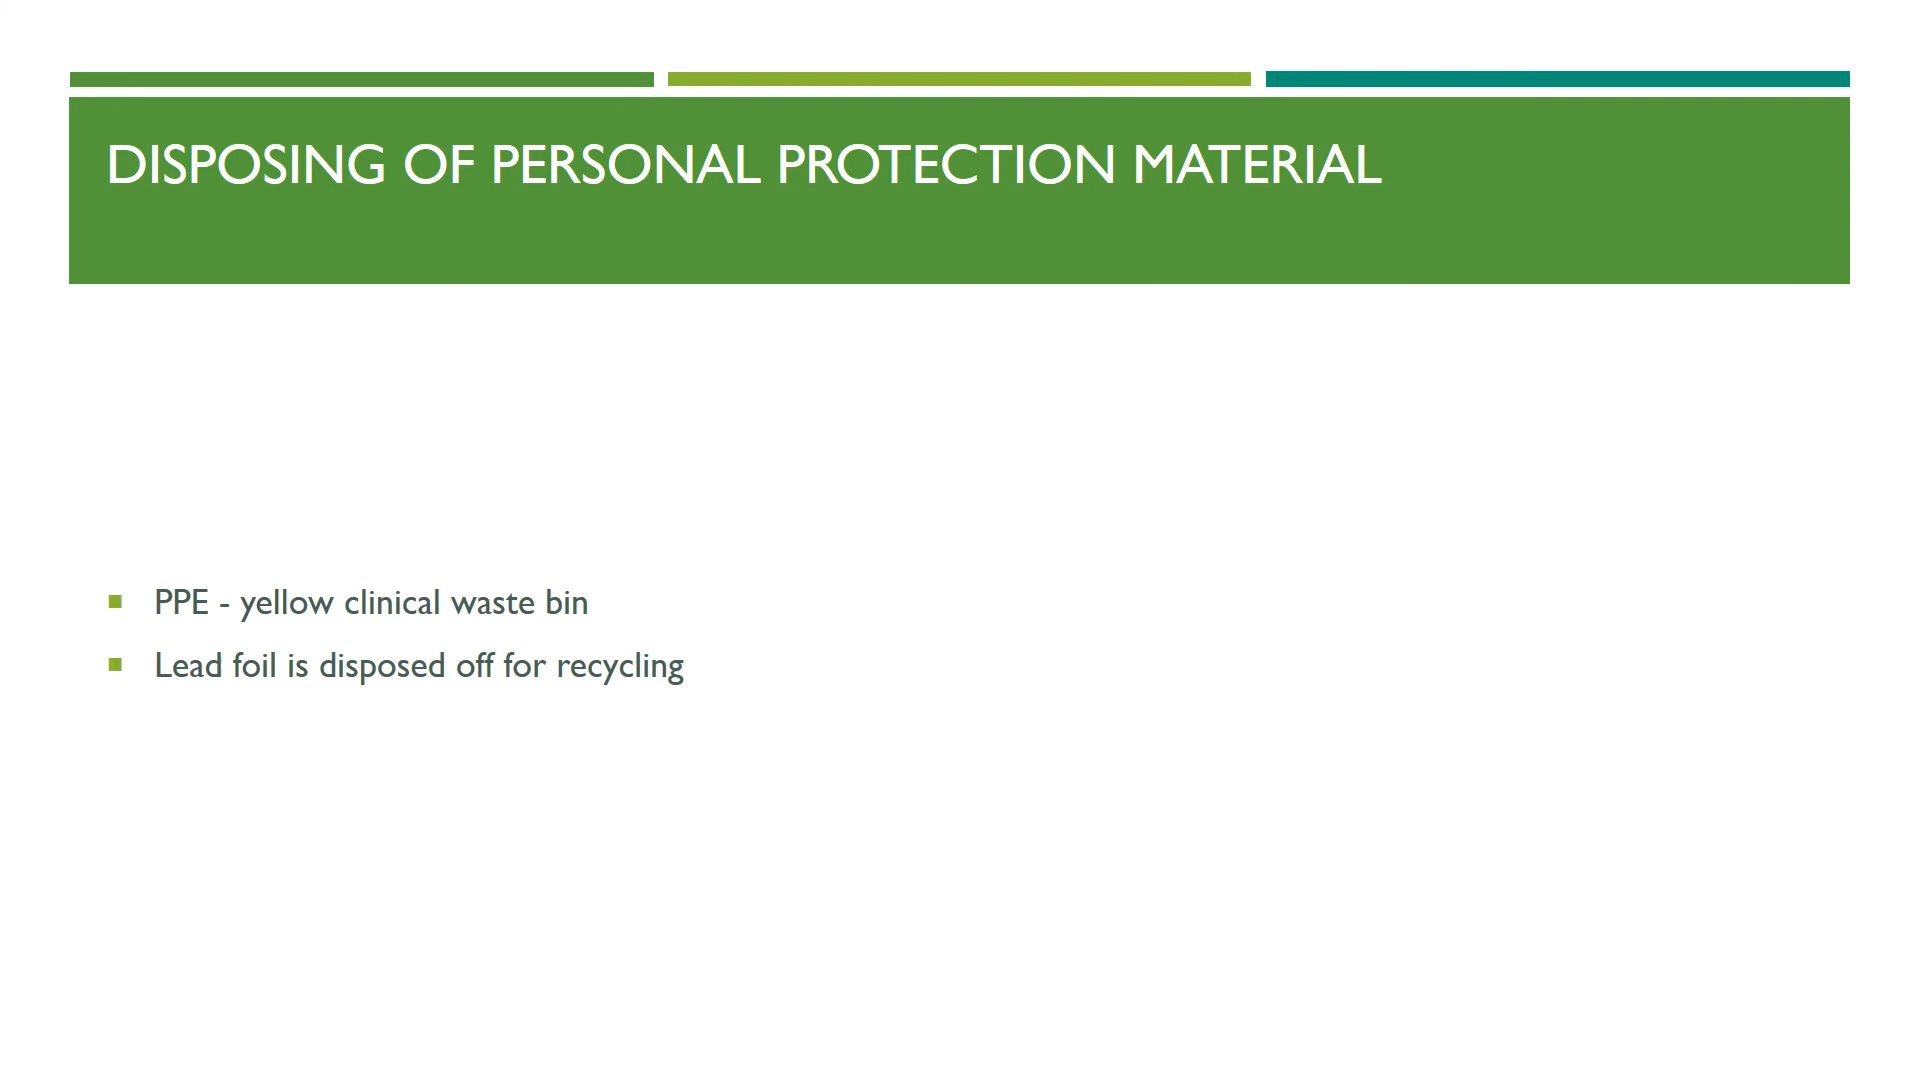 DISPOSING OF PERSONAL PROTECTION MATERIAL
PPE - yellow clinical waste bin
Lead foil is disposed off for recycling